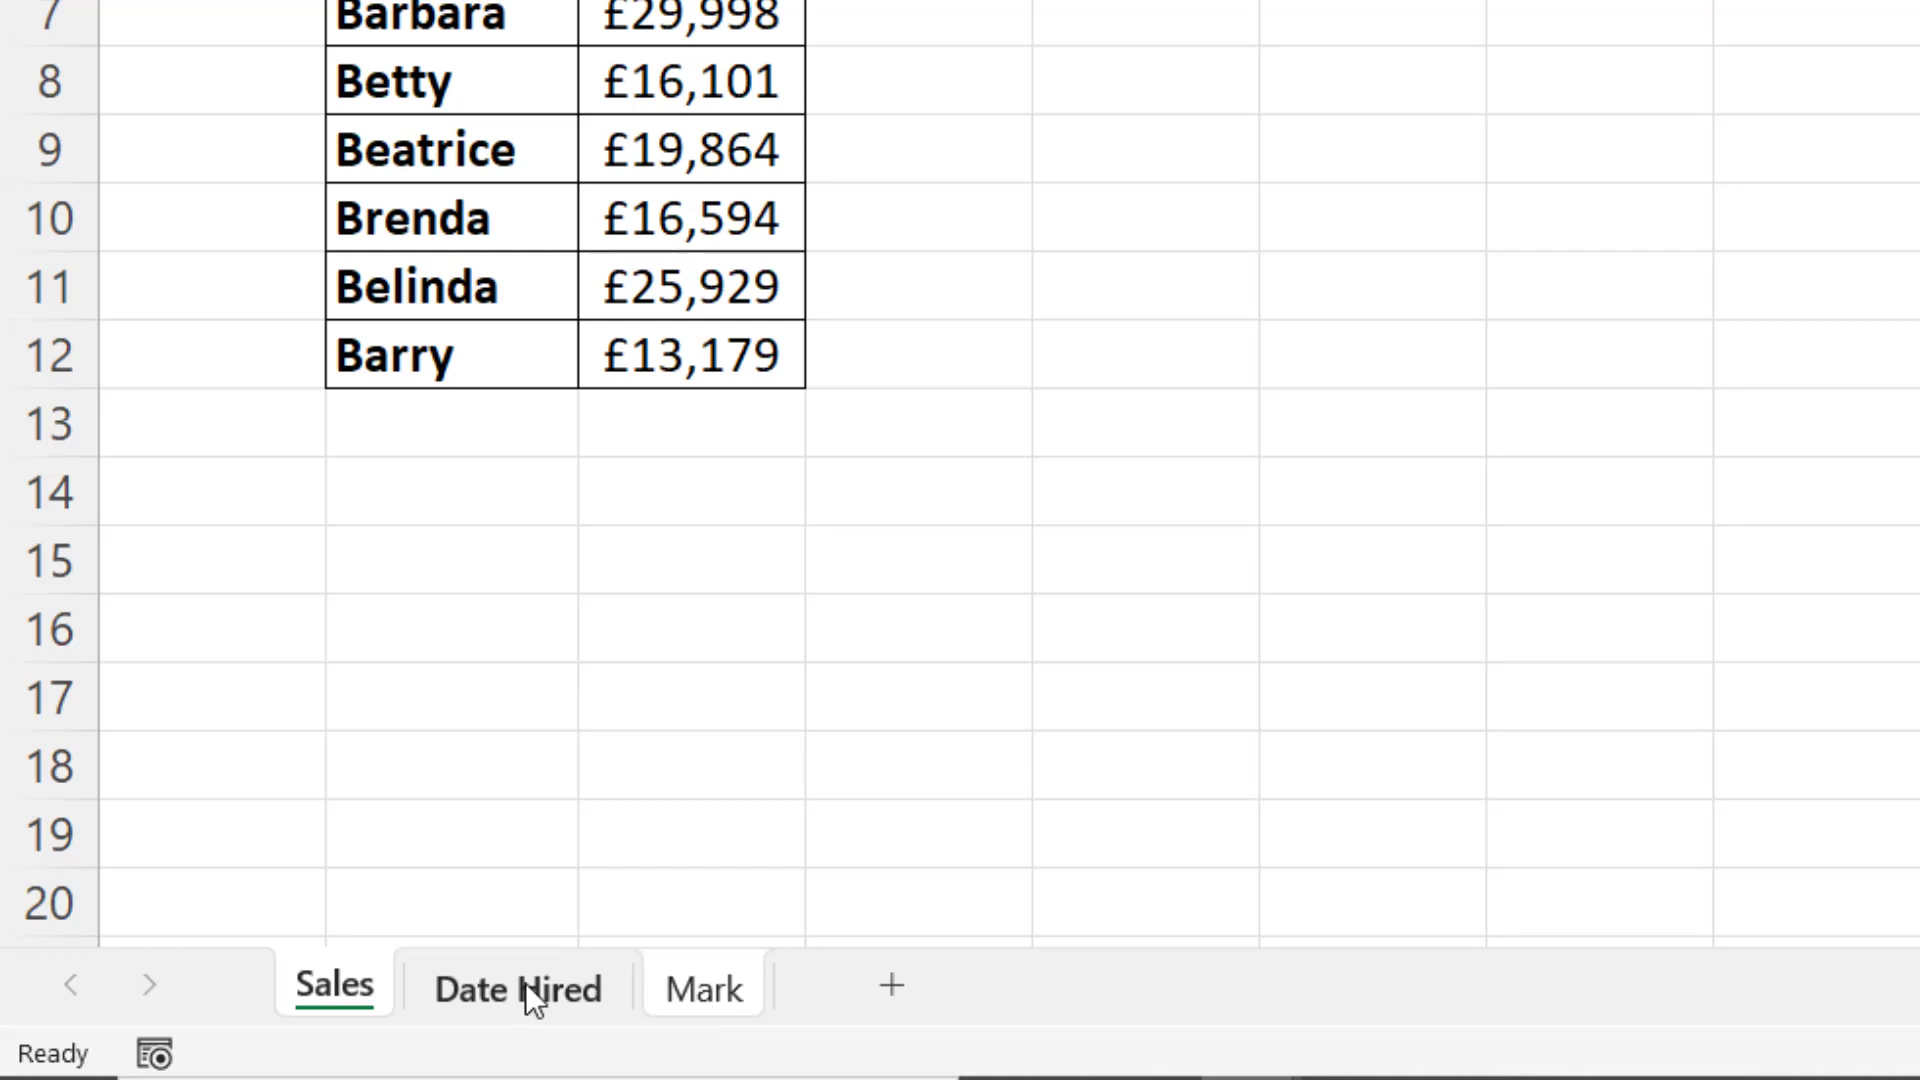 7 Barbara £29,998
8 Betty £16,101
9 Beatrice £19,864
10 Brenda £16,594
11 Belinda £25,929
12 Barry £13,179
13
14
15
16
17
18
19
20
Sales Date Hired Mark +
Ready